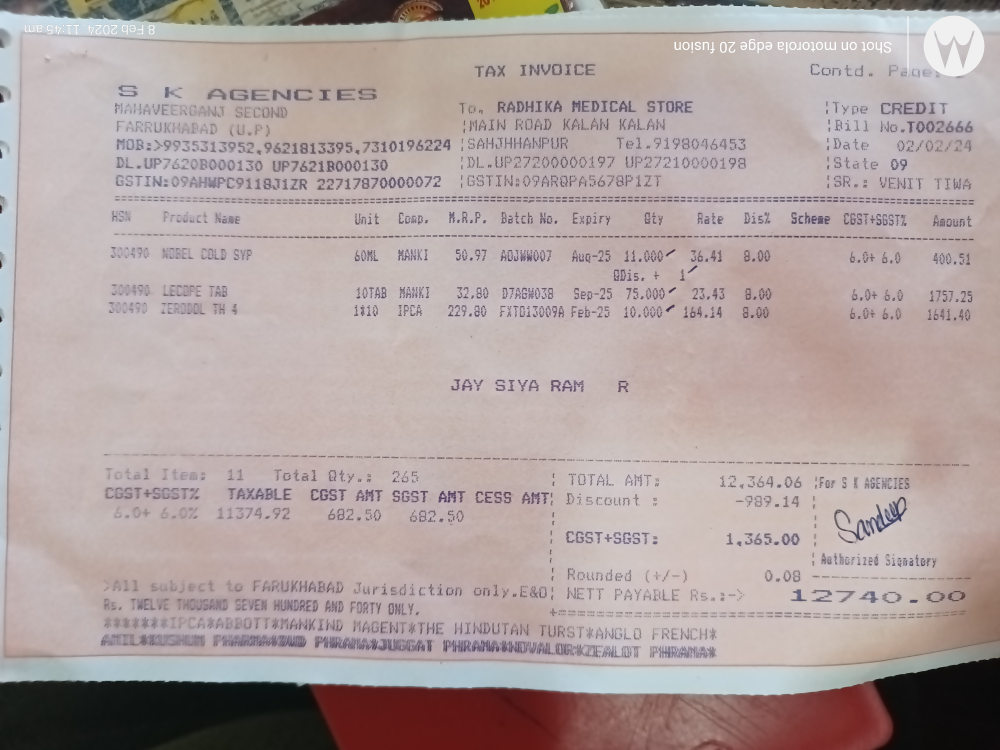 8 Feb 2024 11:45 am
Shot on motorola edge 20 fusion
TAX INVOICE
Contd. Page.
S K AGENCIES
MAHAVEERGANJ SECOND
FARRUKHABAD (U.P)
MOB:>9935313952,9621813395,7310196224
DL.UP7620B000130 UP7621B000130
GSTIN:09AHWPC9118J1ZR 22717870000072
To. RADHIKA MEDICAL STORE
MAIN ROAD KALAN KALAN
SAHJHHANPUR Tel.9198046453
DL.UP27200000197 UP27210000198
GSTIN:09ARQPA5678P1ZT
Type CREDIT
Bill No.T002666
Date 02/02/24
State 09
SR.: VENIT TIWA
HSN Product Name Unit Comp. M.R.P. Batch No. Expiry Qty Rate Dis% Scheme CGST+SGST% Amount
300490 NOBEL COLD SYP 60ML MANKI 50.97 AOJWW007 Aug-25 11.000 36.41 8.00 6.0+ 6.0 400.51
QDis. + 1
300490 LECOPE TAB 10TAB MANKI 32.80 D7AGW038 Sep-25 75.000 23.43 8.00 6.0+ 6.0 1757.25
300490 ZERODOL TH 4 1*10 IPCA 229.80 FXTG13009A Feb-25 10.000 164.14 8.00 6.0+ 6.0 1641.40
JAY SIYA RAM R
Total Item: 11 Total Qty.: 265
CGST+SGST% TAXABLE CGST AMT SGST AMT CESS AMT
6.0+ 6.0% 11374.92 682.50 682.50
TOTAL AMT: 12,364.06
Discount : -989.14
CGST+SGST: 1,365.00
Rounded (+/-) 0.08
NETT PAYABLE Rs.:-> 12740.00
For S K AGENCIES
Sandeep
Authorized Signatory
>All subject to FARUKHABAD Jurisdiction only.E&O
Rs. TWELVE THOUSAND SEVEN HUNDRED AND FORTY ONLY.
*******IPCA*ABBOTT*MANKIND MAGENT*THE HINDUTAN TURST*ANGLO FRENCH*
AMIL*KUSHUM PHARMA*SUD PHRAMA*JUGGAT PHRAMA*NOVALOR*ZEALOT PHRAMA*